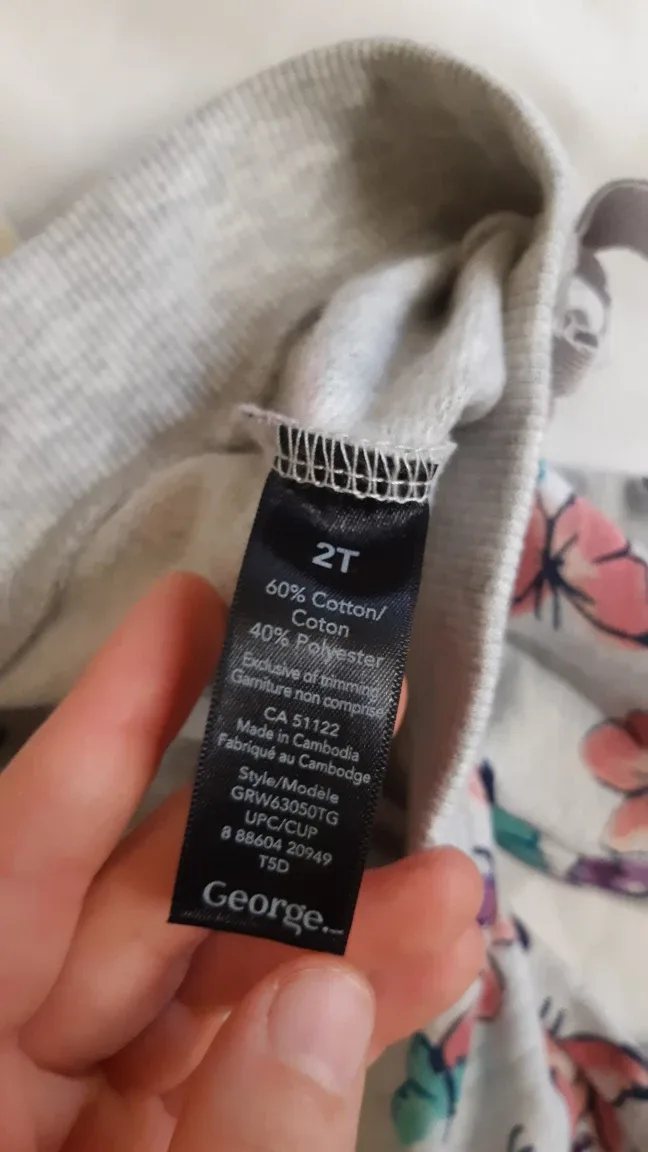 2T
60% Cotton/
Coton
40% Polyester
Exclusive of trimming
Garniture non comprise
CA 51122
Made in Cambodia
Fabriqué au Cambodge
Style/Modèle
GRW63050TG
UPC/CUP
8 88604 20949
T5D
George.